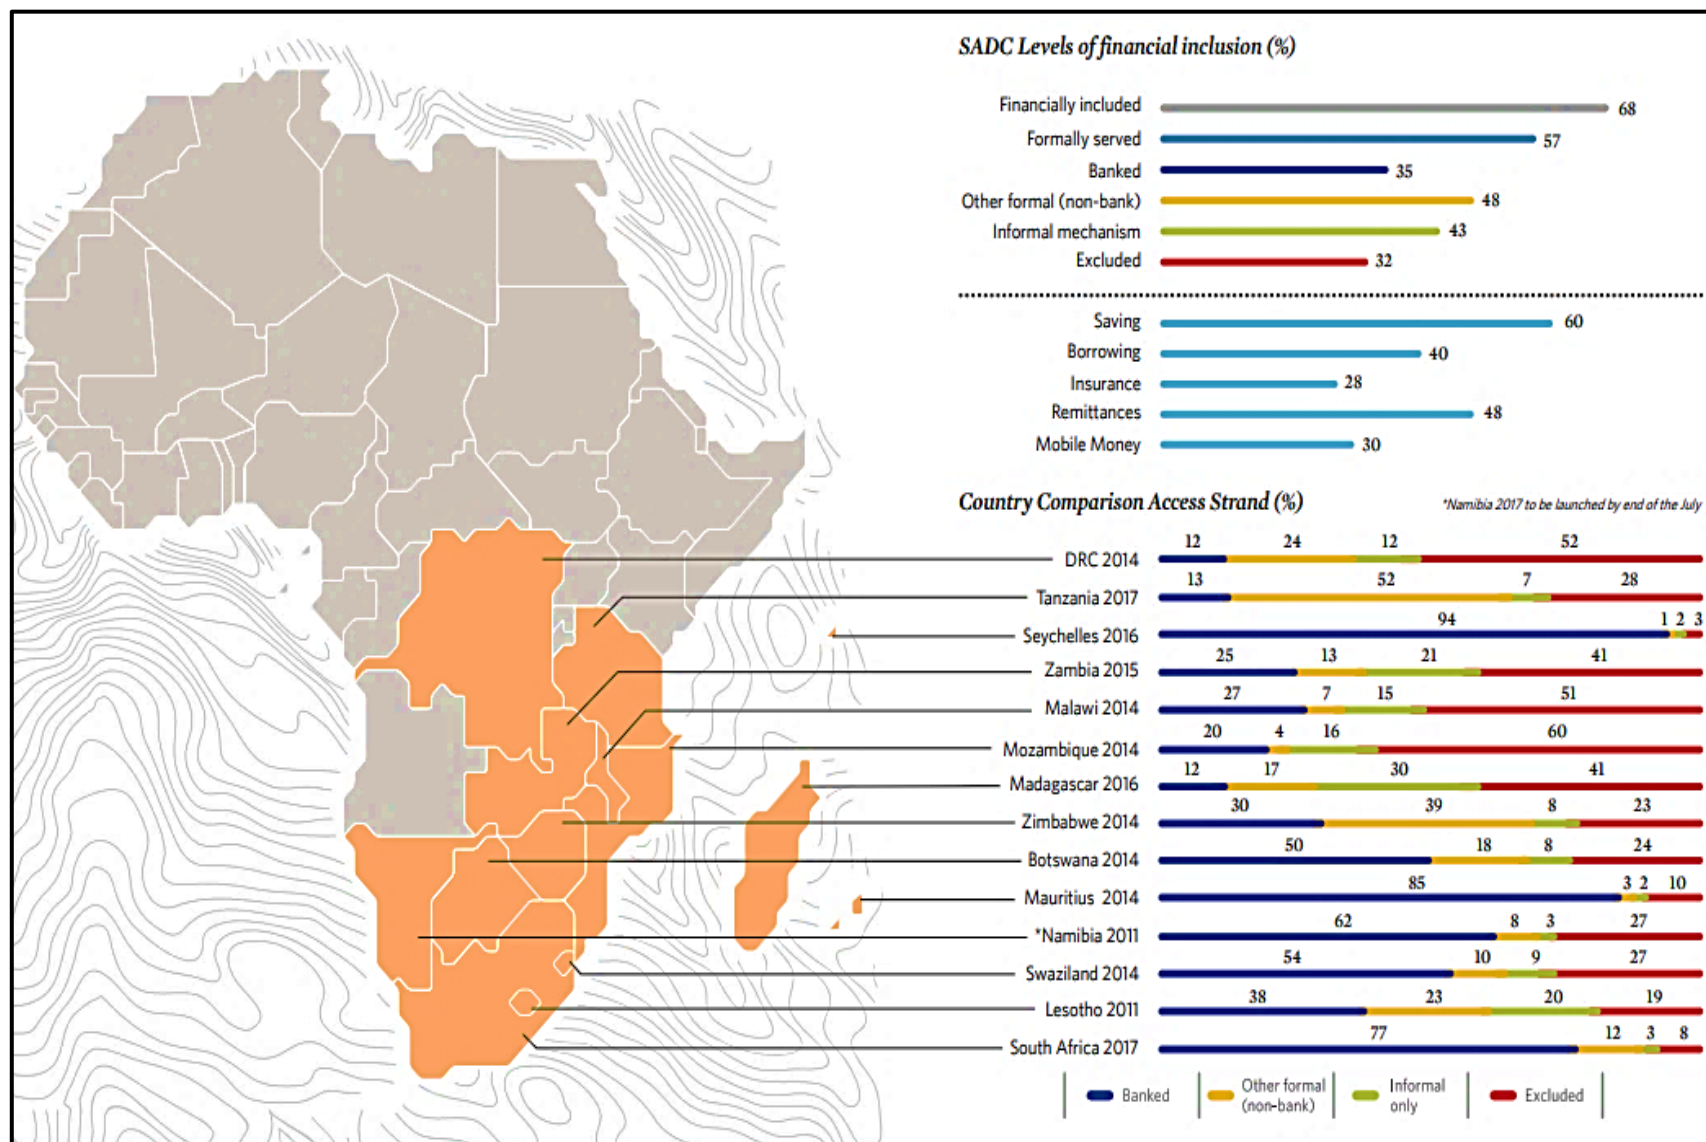 SADC Levels of financial inclusion (%)
Financially included 68
Formally served 57
Banked 35
Other formal (non-bank) 48
Informal mechanism 43
Excluded 32
Saving 60
Borrowing 40
Insurance 28
Remittances 48
Mobile Money 30
Country Comparison Access Strand (%)
*Namibia 2017 to be launched by end of the July
12 24 12 52
DRC 2014
13 52 7 28
Tanzania 2017
94 1 2 3
Seychelles 2016
25 13 21 41
Zambia 2015
27 7 15 51
Malawi 2014
20 4 16 60
Mozambique 2014
12 17 30 41
Madagascar 2016
30 39 8 23
Zimbabwe 2014
50 18 8 24
Botswana 2014
85 3 2 10
Mauritius 2014
62 8 3 27
*Namibia 2011
54 10 9 27
Swaziland 2014
38 23 20 19
Lesotho 2011
77 12 3 8
South Africa 2017
Banked
Other formal
(non-bank)
Informal
only
Excluded